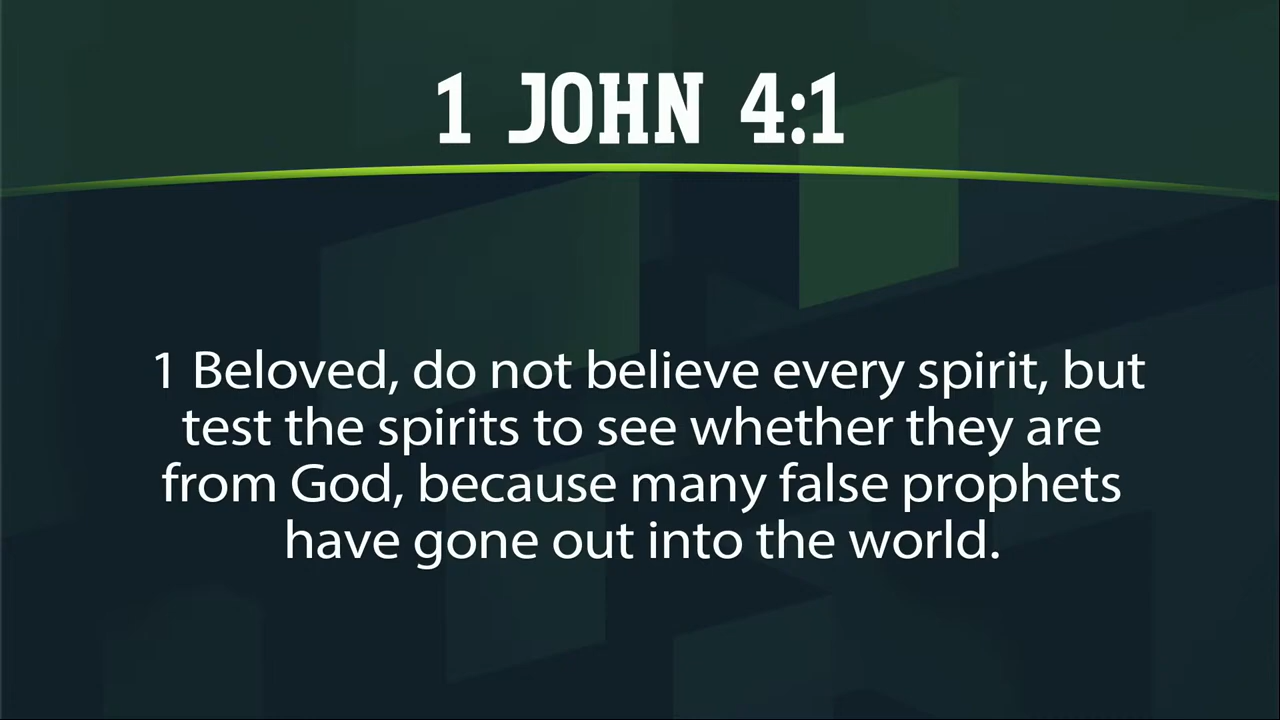 1 JOHN 4:1
1 Beloved, do not believe every spirit, but
test the spirits to see whether they are
from God, because many false prophets
have gone out into the world.